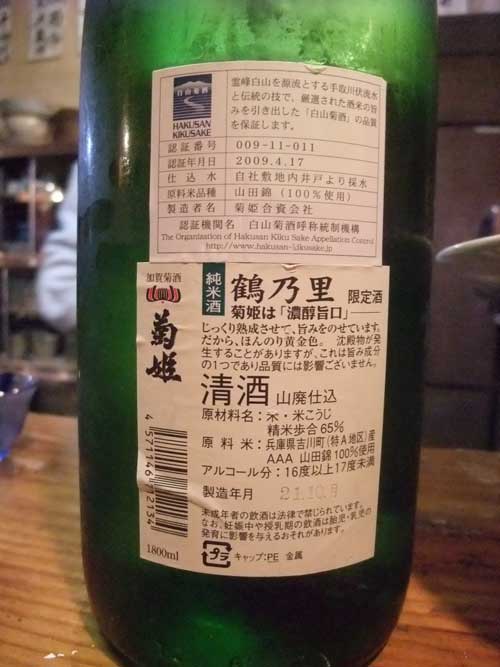 白山菊酒
HAKUSAN
KIKUSAKE
霊峰白山を源流とする手取川伏流水
と伝統の技で、厳選された酒米の旨
みを引き出した「白山菊酒」の品質
を保証します。
認証番号 009-11-011
認証年月日 2009.4.17
仕込水 自社敷地内井戸より採水
原料米品種 山田錦(100%使用)
製造者名 菊姫合資会社
認証機関名 白山菊酒呼称統制機構
The Organization of Hakusan Kiku Sake Appellation Control
http://www.hakusan-kikusake.jp
加賀菊酒
菊姫
純米酒
鶴乃里 限定酒
菊姫は「濃醇旨口」
じっくり熟成させて、旨みをのせています。
だから、ほんのり黄金色。 沈殿物が発
生することがありますが、これは旨み成分
の1つであり品質には影響ございません。
清酒 山廃仕込
原材料名:米・米こうじ
精米歩合65%
原料米:兵庫県吉川町(特A地区)産
AAA 山田錦100%使用
アルコール分:16度以上17度未満
製造年月 21.10月
未成年者の飲酒は法律で禁じられています。
なお、妊娠中や授乳期の飲酒は胎児・乳児の
発育に影響を与えるおそれがあります。
プラ キャップ:PE 金属
4571146772134
1800ml